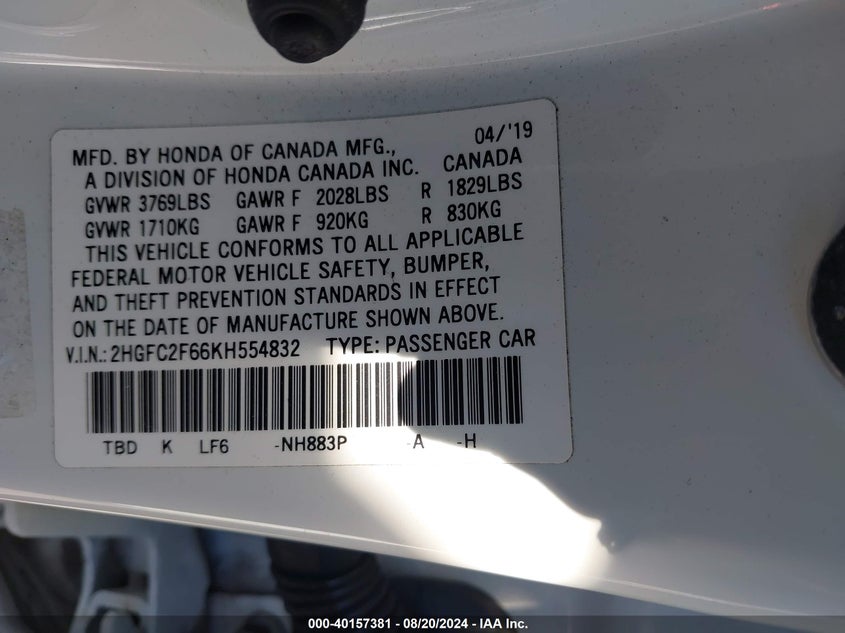 MFD. BY HONDA OF CANADA MFG., 04/'19
A DIVISION OF HONDA CANADA INC. CANADA
GVWR 3769LBS GAWR F 2028LBS R 1829LBS
GVWR 1710KG GAWR F 920KG R 830KG
THIS VEHICLE CONFORMS TO ALL APPLICABLE
FEDERAL MOTOR VEHICLE SAFETY, BUMPER,
AND THEFT PREVENTION STANDARDS IN EFFECT
ON THE DATE OF MANUFACTURE SHOWN ABOVE.
V.I.N.: 2HGFC2F66KH554832 TYPE: PASSENGER CAR
TBD K LF6 -NH883P -A -H
000-40157381 - 08/20/2024 - IAA Inc.